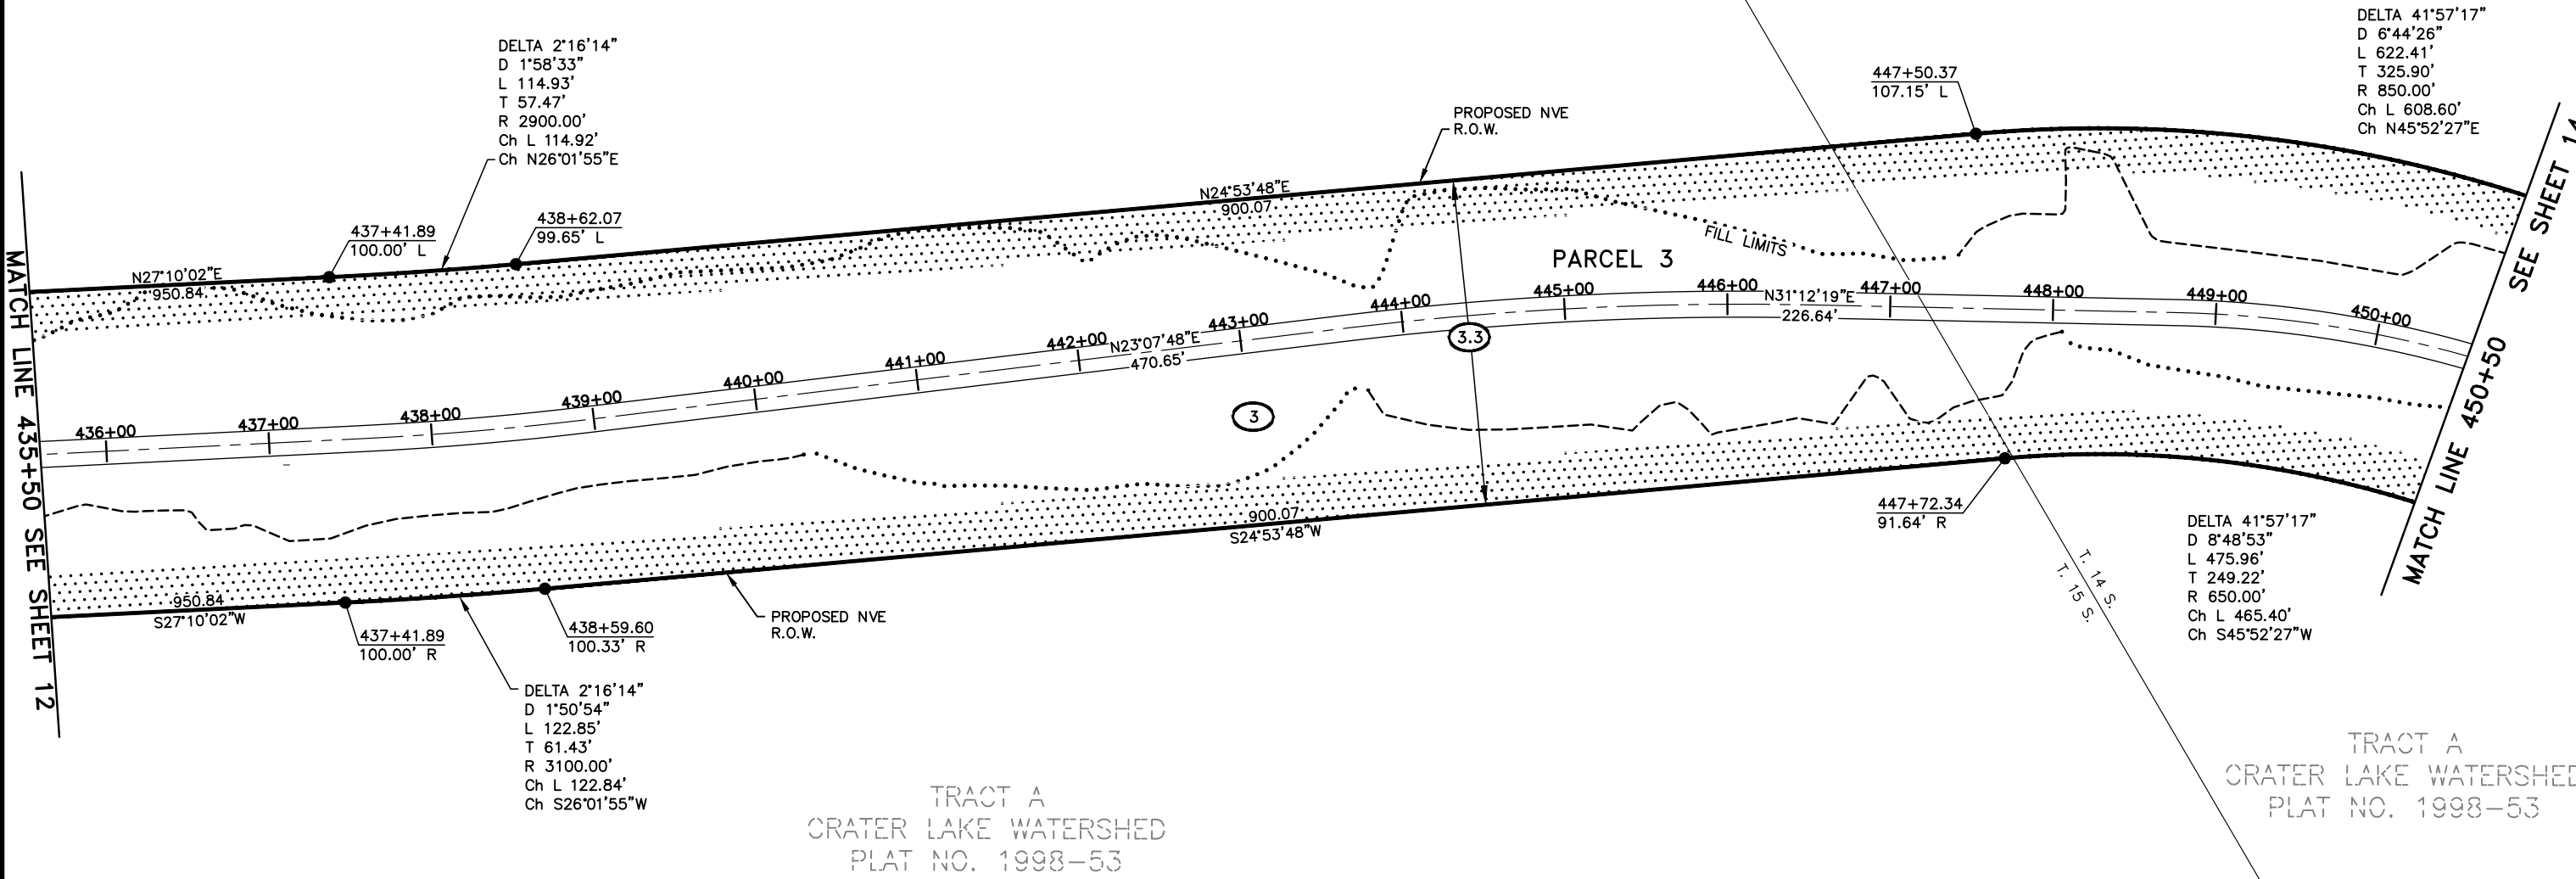 DELTA 2°16'14"
D 1°58'33"
L 114.93'
T 57.47'
R 2900.00'
Ch L 114.92'
Ch N26°01'55"E
DELTA 41°57'17"
D 6°44'26"
L 622.41'
T 325.90'
R 850.00'
Ch L 608.60'
Ch N45°52'27"E
447+50.37
107.15' L
PROPOSED NVE
R.O.W.
437+41.89
100.00' L
438+62.07
99.65' L
N27°10'02"E
950.84
N24°53'48"E
900.07
FILL LIMITS
PARCEL 3
MATCH LINE 435+50 SEE SHEET 12
436+00
437+00
438+00
439+00
440+00
441+00
442+00
N23°07'48"E
470.65'
443+00
444+00
445+00
446+00
N31°12'19"E
226.64'
447+00
448+00
449+00
450+00
MATCH LINE 450+50 SEE SHEET 14
3.3
3
950.84
S27°10'02"W
900.07
S24°53'48"W
437+41.89
100.00' R
438+59.60
100.33' R
PROPOSED NVE
R.O.W.
447+72.34
91.64' R
T. 14 S.
T. 15 S.
DELTA 41°57'17"
D 8°48'53"
L 475.96'
T 249.22'
R 650.00'
Ch L 465.40'
Ch S45°52'27"W
DELTA 2°16'14"
D 1°50'54"
L 122.85'
T 61.43'
R 3100.00'
Ch L 122.84'
Ch S26°01'55"W
TRACT A
CRATER LAKE WATERSHED
PLAT NO. 1998-53
TRACT A
CRATER LAKE WATERSHED
PLAT NO. 1998-53